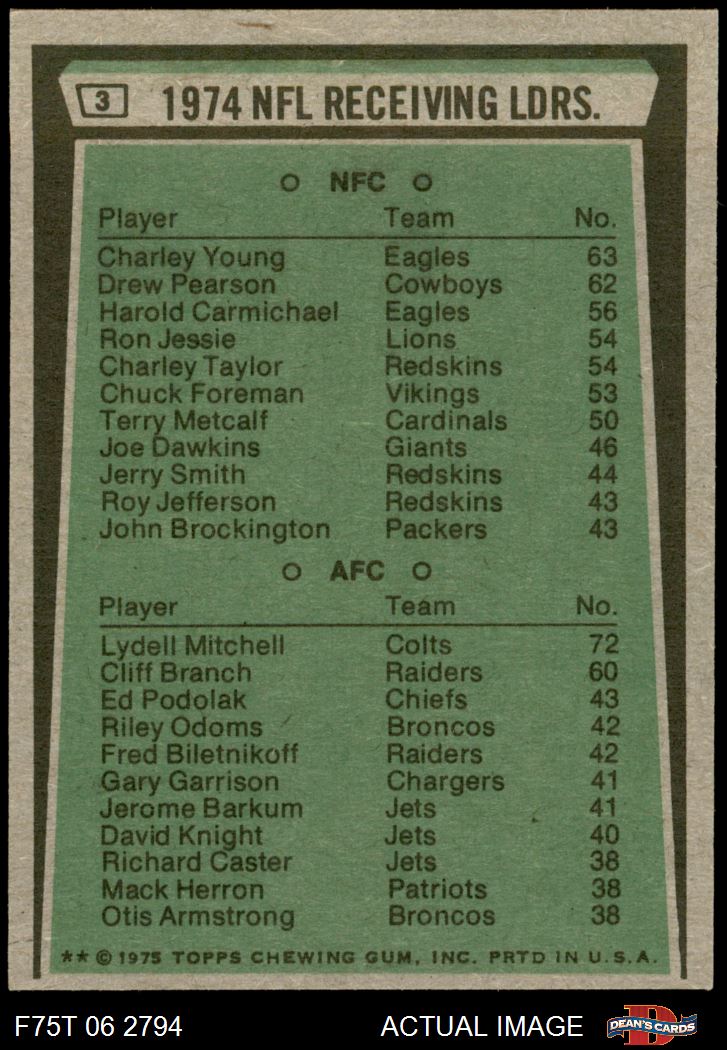 3 1974 NFL RECEIVING LDRS.
NFC
Player Team No.
Charley Young Eagles 63
Drew Pearson Cowboys 62
Harold Carmichael Eagles 56
Ron Jessie Lions 54
Charley Taylor Redskins 54
Chuck Foreman Vikings 53
Terry Metcalf Cardinals 50
Joe Dawkins Giants 46
Jerry Smith Redskins 44
Roy Jefferson Redskins 43
John Brockington Packers 43
AFC
Player Team No.
Lydell Mitchell Colts 72
Cliff Branch Raiders 60
Ed Podolak Chiefs 43
Riley Odoms Broncos 42
Fred Biletnikoff Raiders 42
Gary Garrison Chargers 41
Jerome Barkum Jets 41
David Knight Jets 40
Richard Caster Jets 38
Mack Herron Patriots 38
Otis Armstrong Broncos 38
** © 1975 TOPPS CHEWING GUM, INC. PRTD IN U.S.A.
F75T 06 2794 ACTUAL IMAGE D DEAN'S CARDS